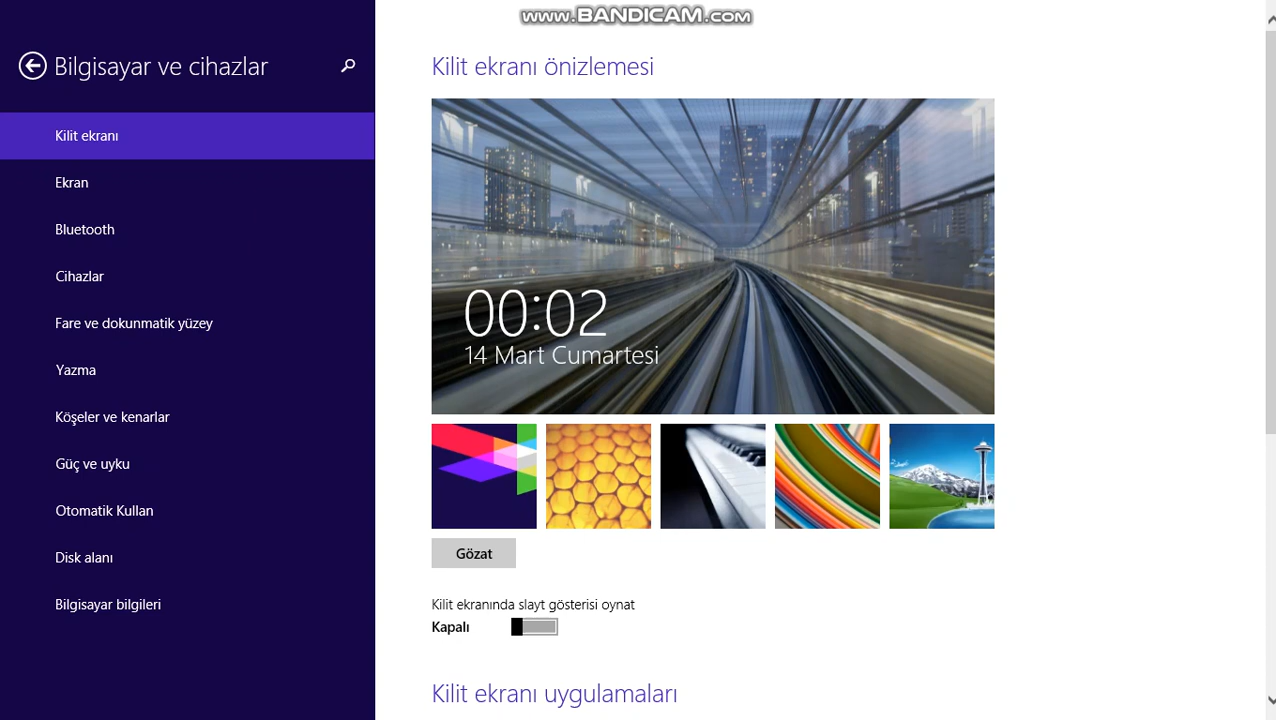 www.BANDICAM.com
Bilgisayar ve cihazlar
Kilit ekranı
Ekran
Bluetooth
Cihazlar
Fare ve dokunmatik yüzey
Yazma
Köşeler ve kenarlar
Güç ve uyku
Otomatik Kullan
Disk alanı
Bilgisayar bilgileri
Kilit ekranı önizlemesi
00:02
14 Mart Cumartesi
Gözat
Kilit ekranında slayt gösterisi oynat
Kapalı
Kilit ekranı uygulamaları